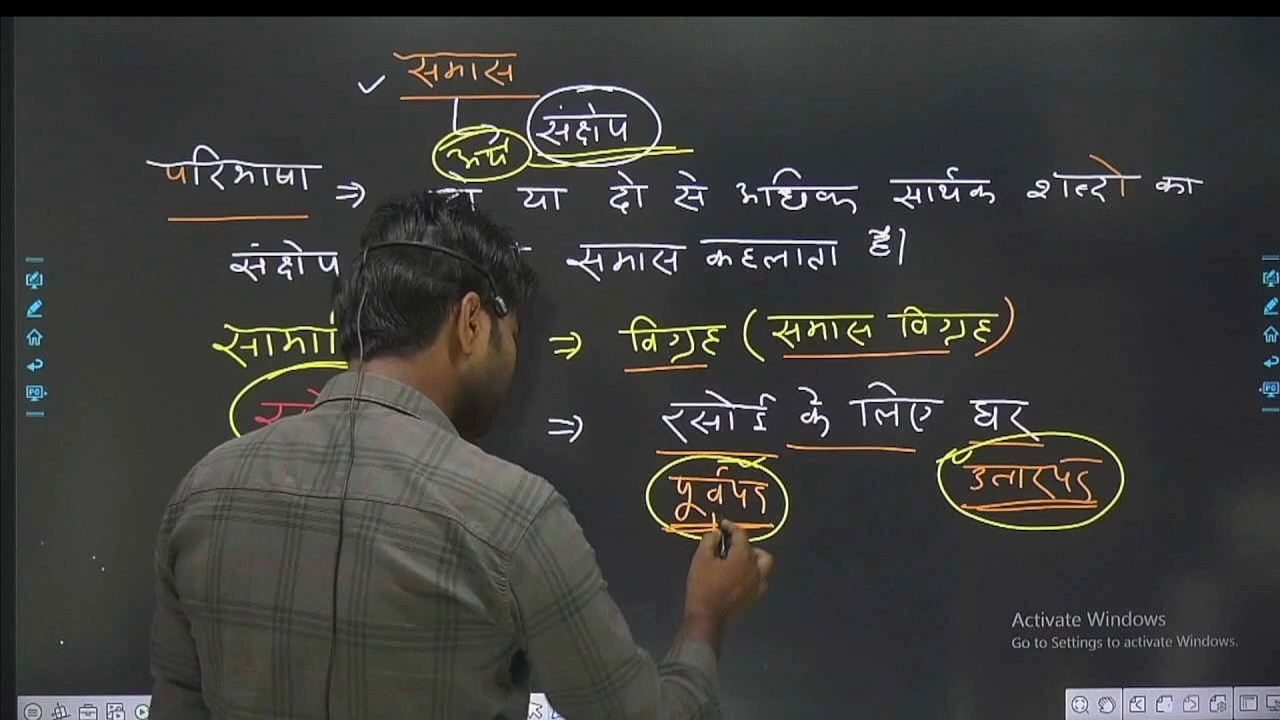 समास
अर्थ संक्षेप
परिभाषा ⇒ या दो से अधिक सार्थक शब्दो का
संक्षेप समास कहलाता है।
⇒ विग्रह (समास विग्रह)
⇒ रसोई के लिए घर
पूर्वपद उत्तरपद
Activate Windows
Go to Settings to activate Windows.